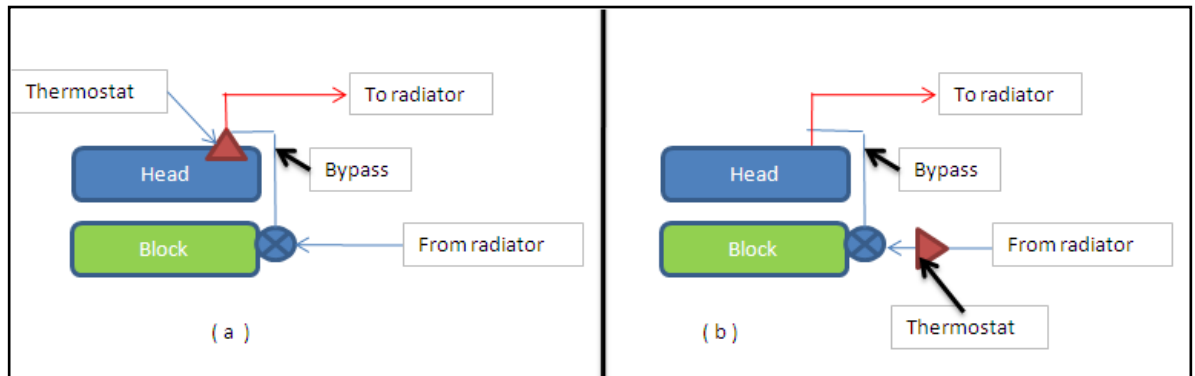 Thermostat
To radiator
Head
Bypass
Block
From radiator
( a )
To radiator
Head
Bypass
Block
From radiator
Thermostat
( b )